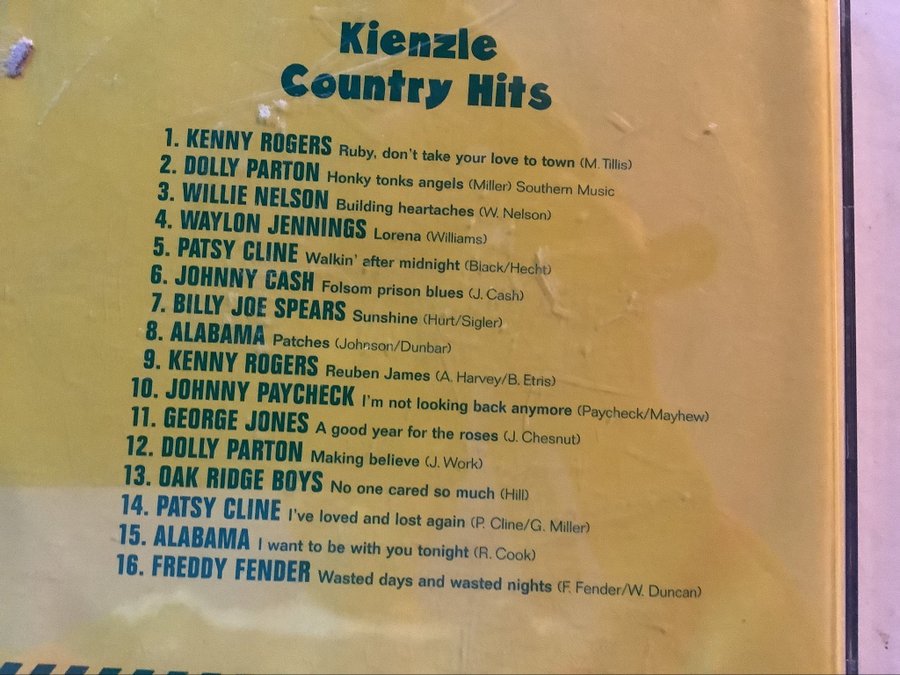 Kienzle
Country Hits
1. KENNY ROGERS Ruby, don't take your love to town (M. Tillis)
2. DOLLY PARTON Honky tonks angels (Miller) Southern Music
3. WILLIE NELSON Building heartaches (W. Nelson)
4. WAYLON JENNINGS Lorena (Williams)
5. PATSY CLINE Walkin' after midnight (Black/Hecht)
6. JOHNNY CASH Folsom prison blues (J. Cash)
7. BILLY JOE SPEARS Sunshine (Hurt/Sigler)
8. ALABAMA Patches (Johnson/Dunbar)
9. KENNY ROGERS Reuben James (A. Harvey/B. Etris)
10. JOHNNY PAYCHECK I'm not looking back anymore (Paycheck/Mayhew)
11. GEORGE JONES A good year for the roses (J. Chesnut)
12. DOLLY PARTON Making believe (J. Work)
13. OAK RIDGE BOYS No one cared so much (Hill)
14. PATSY CLINE I've loved and lost again (P. Cline/G. Miller)
15. ALABAMA I want to be with you tonight (R. Cook)
16. FREDDY FENDER Wasted days and wasted nights (F. Fender/W. Duncan)